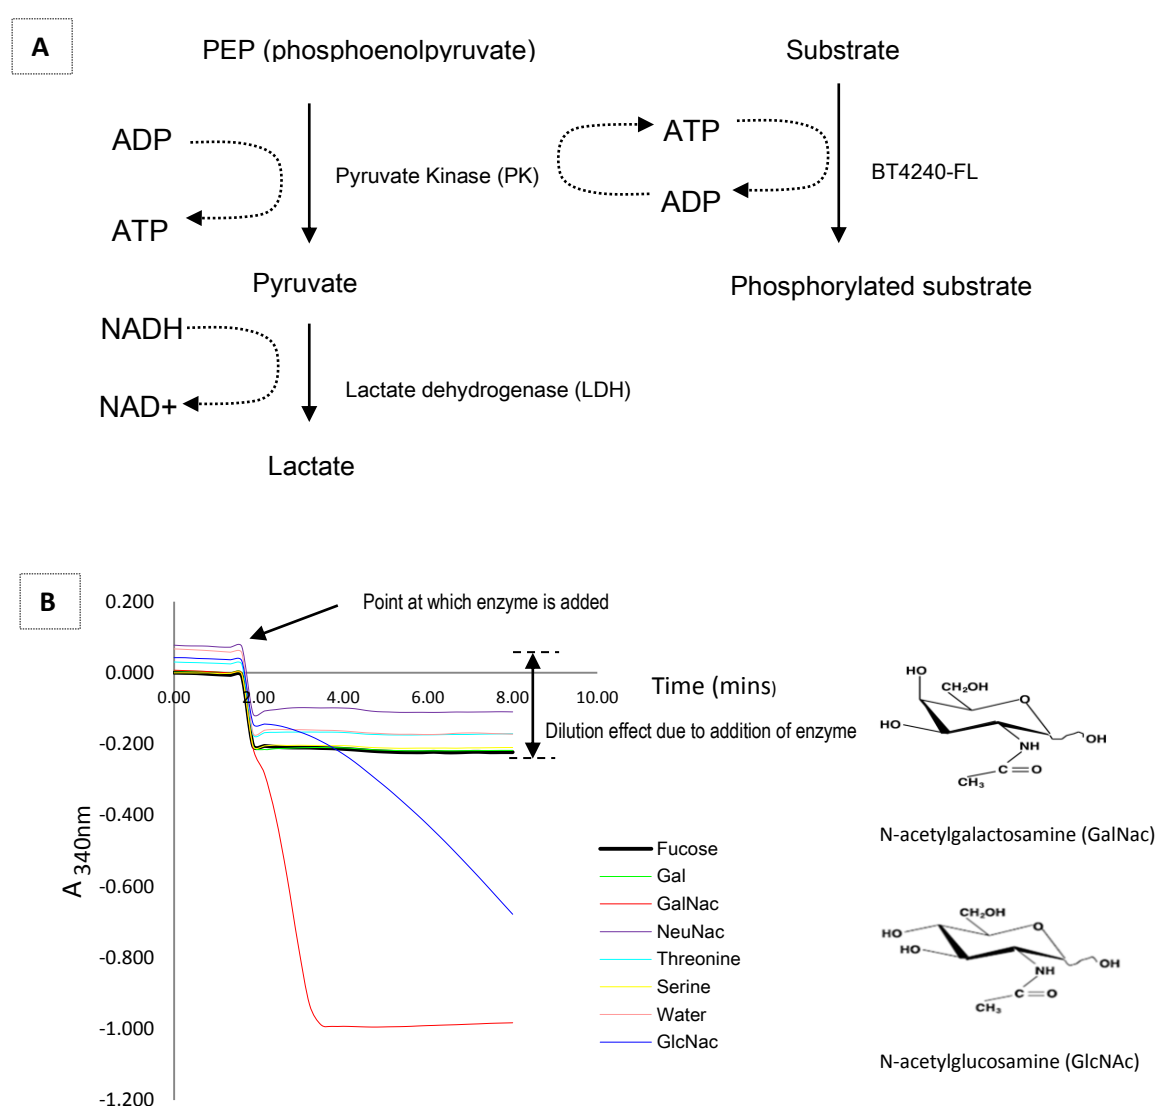 A
PEP (phosphoenolpyruvate)
Substrate
ADP
ATP
Pyruvate Kinase (PK)
ATP
ADP
BT4240-FL
Pyruvate
Phosphorylated substrate
NADH
NAD+
Lactate dehydrogenase (LDH)
Lactate
B
0.200
0.000
-0.200
-0.400
-0.600
-0.800
-1.000
-1.200
A 340nm
Point at which enzyme is added
0.00
2.00
4.00
6.00
8.00
10.00
Time (mins)
Dilution effect due to addition of enzyme
Fucose
Gal
GalNac
NeuNac
Threonine
Serine
Water
GlcNac
HO
CH₂OH
O
HO
NH
OH
C
O
CH₃
N-acetylgalactosamine (GalNac)
CH₂OH
HO
O
HO
NH
OH
C
O
CH₃
N-acetylglucosamine (GlcNAc)